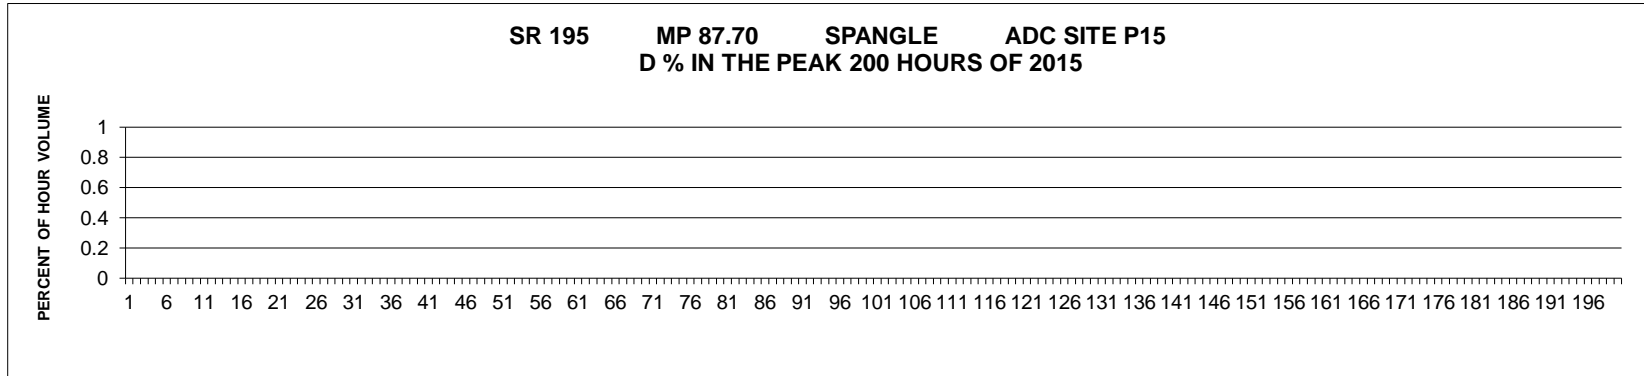 SR 195 MP 87.70 SPANGLE ADC SITE P15
D % IN THE PEAK 200 HOURS OF 2015
PERCENT OF HOUR VOLUME
1
0.8
0.6
0.4
0.2
0
1 6 11 16 21 26 31 36 41 46 51 56 61 66 71 76 81 86 91 96 101 106 111 116 121 126 131 136 141 146 151 156 161 166 171 176 181 186 191 196